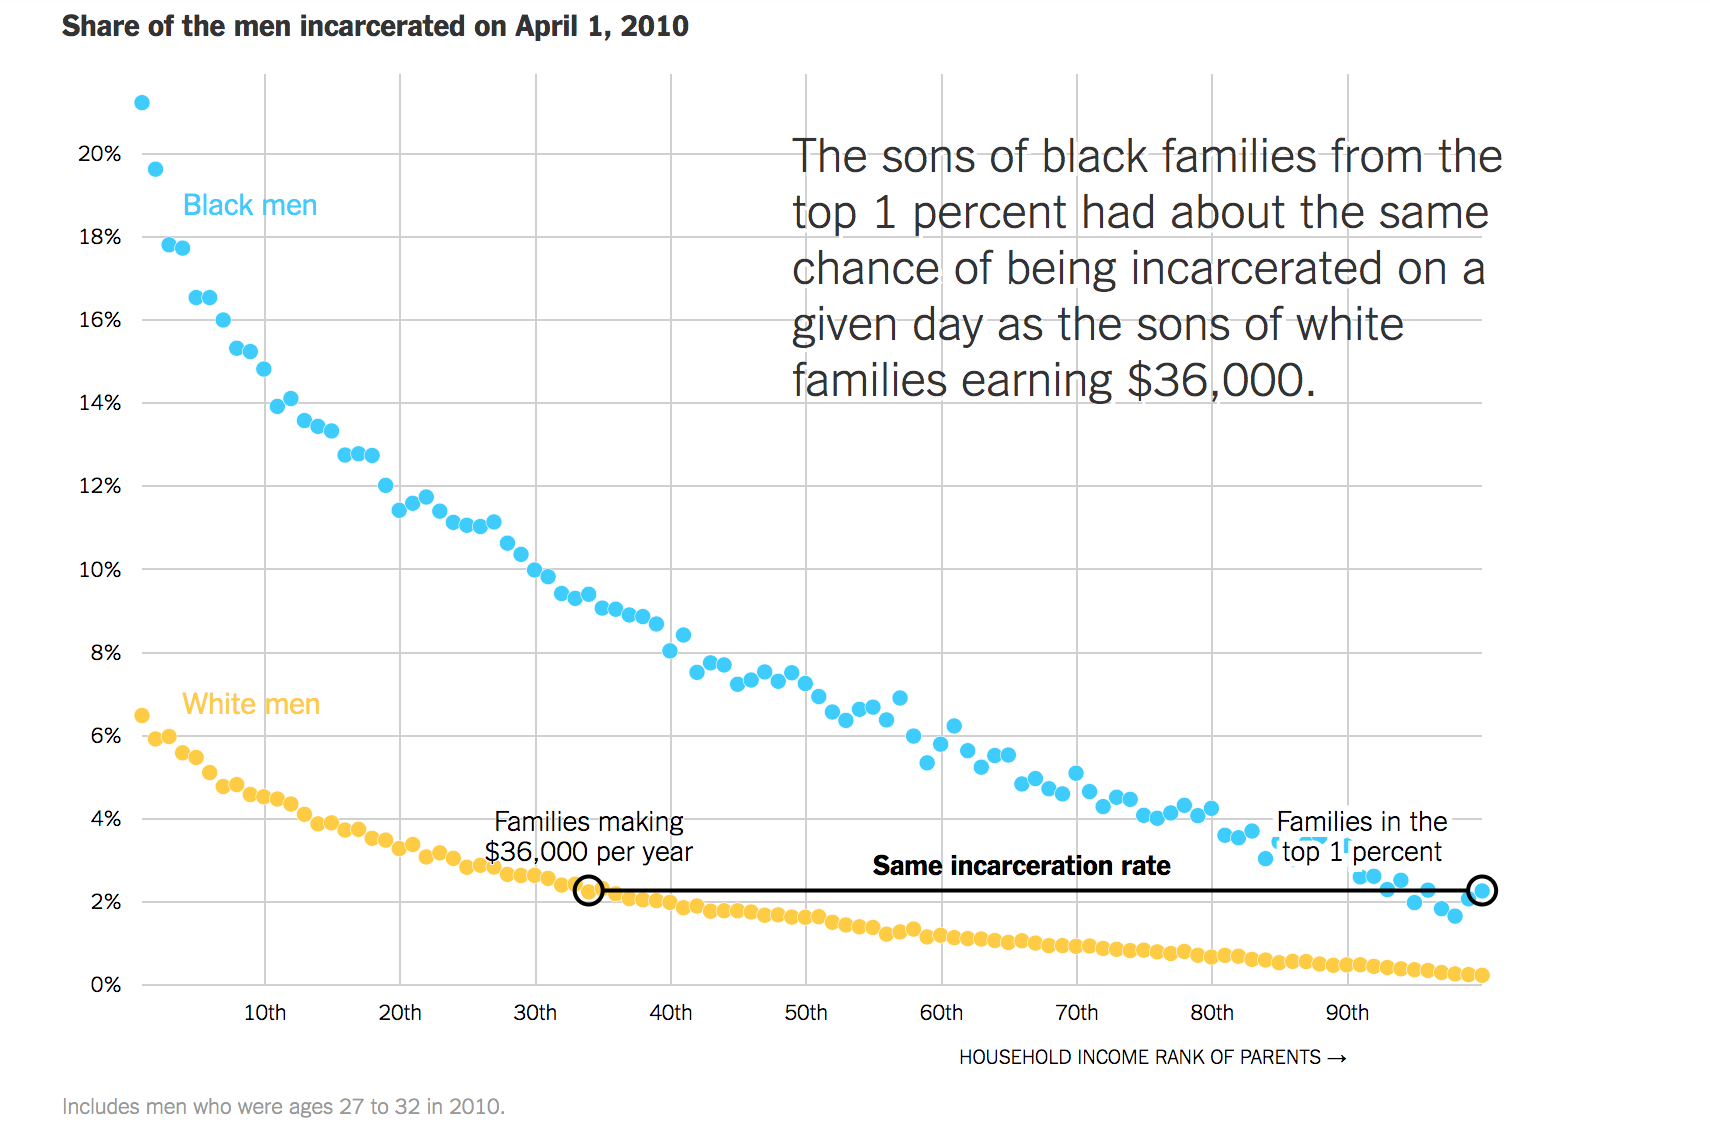 Share of the men incarcerated on April 1, 2010
The sons of black families from the
top 1 percent had about the same
chance of being incarcerated on a
given day as the sons of white
families earning $36,000.
20%
18%
16%
14%
12%
10%
8%
6%
4%
2%
0%
Black men
White men
Families making
$36,000 per year
Same incarceration rate
Families in the
top 1 percent
10th
20th
30th
40th
50th
60th
70th
80th
90th
HOUSEHOLD INCOME RANK OF PARENTS →
Includes men who were ages 27 to 32 in 2010.